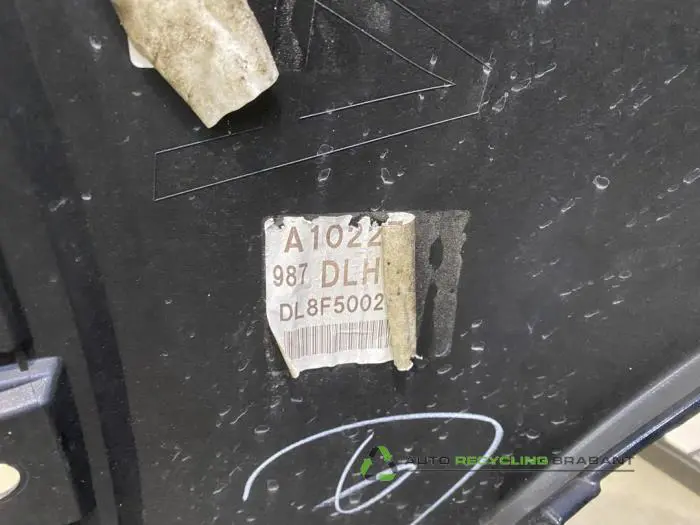 A1022
987 DLH
DL8F5002
AUTO RECYCLING BRABANT